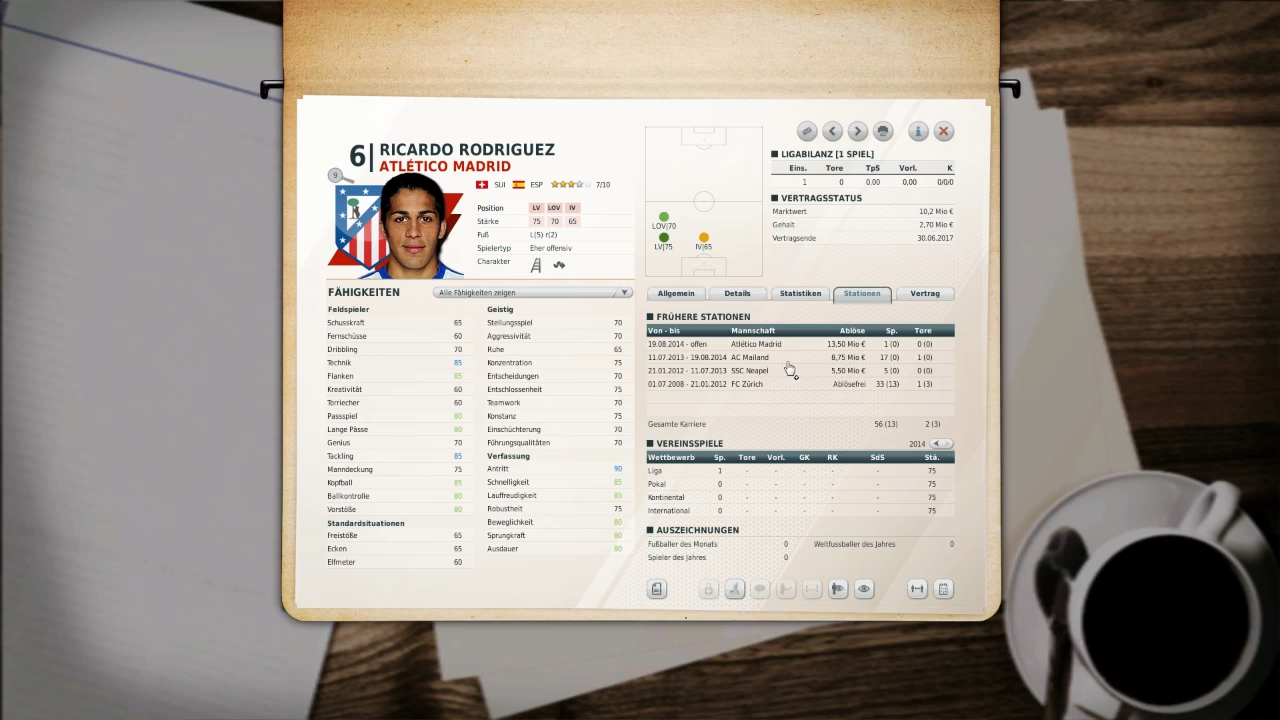 6 RICARDO RODRIGUEZ
ATLÉTICO MADRID
9
SUI ESP 7/10
Position LV LOV IV
Stärke 75 70 65
Fuß L(5) r(2)
Spielertyp Eher offensiv
Charakter
LOV|70
LV|75 IV|65
LIGABILANZ [1 SPIEL]
Eins. Tore TpS Vorl. K
1 0 0.00 0,00 0/0/0
VERTRAGSSTATUS
Marktwert 10,2 Mio €
Gehalt 2,70 Mio €
Vertragsende 30.06.2017
FÄHIGKEITEN Alle Fähigkeiten zeigen
Feldspieler
Schusskraft 65
Fernschüsse 60
Dribbling 70
Technik 85
Flanken 85
Kreativität 60
Torriecher 60
Passspiel 80
Lange Pässe 80
Genius 70
Tackling 85
Manndeckung 75
Kopfball 85
Ballkontrolle 80
Vorstöße 80
Standardsituationen
Freistöße 65
Ecken 65
Elfmeter 60
Geistig
Stellungsspiel 70
Aggressivität 70
Ruhe 65
Konzentration 75
Entscheidungen 70
Entschlossenheit 75
Teamwork 70
Konstanz 75
Einschüchterung 70
Führungsqualitäten 70
Verfassung
Antritt 90
Schnelligkeit 85
Lauffreudigkeit 85
Robustheit 75
Beweglichkeit 80
Sprungkraft 80
Ausdauer 80
Allgemein Details Statistiken Stationen Vertrag
FRÜHERE STATIONEN
Von - bis Mannschaft Ablöse Sp. Tore
19.08.2014 - offen Atlético Madrid 13,50 Mio € 1 (0) 0 (0)
11.07.2013 - 19.08.2014 AC Mailand 8,75 Mio € 17 (0) 1 (0)
21.01.2012 - 11.07.2013 SSC Neapel 5,50 Mio € 5 (0) 0 (0)
01.07.2008 - 21.01.2012 FC Zürich Ablösefrei 33 (13) 1 (3)
Gesamte Karriere 56 (13) 2 (3)
VEREINSSPIELE 2014
Wettbewerb Sp. Tore Vorl. GK RK SdS Stä.
Liga 1 - - - - - 75
Pokal 0 - - - - - 75
Kontinental 0 - - - - - 75
International 0 - - - - - 75
AUSZEICHNUNGEN
Fußballer des Monats 0 Weltfussballer des Jahres 0
Spieler des Jahres 0